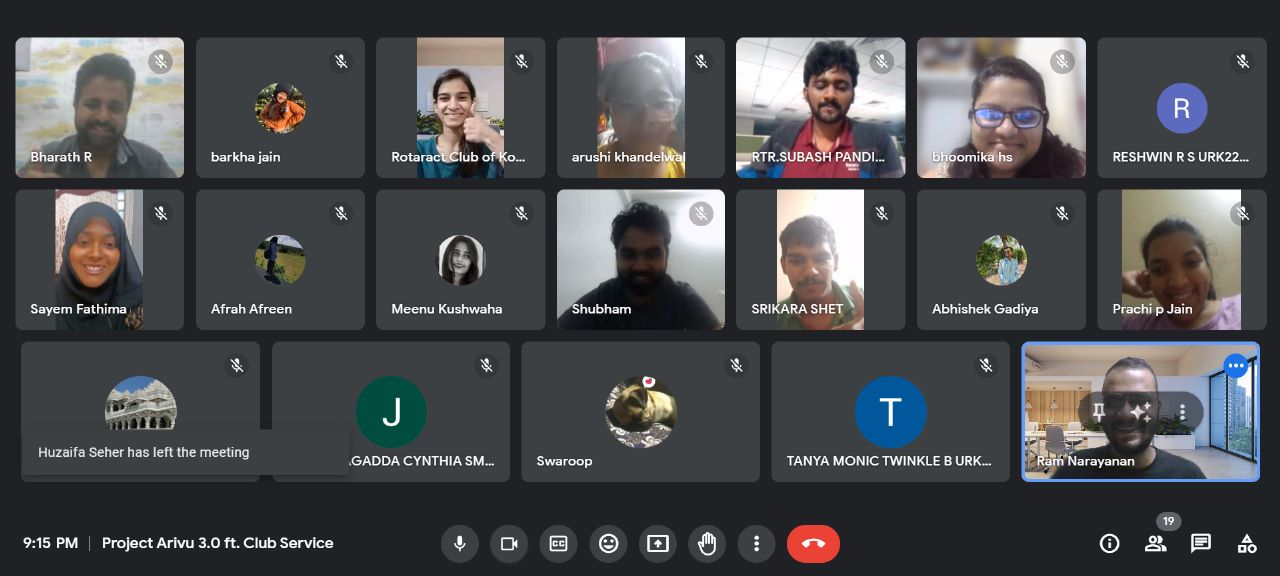 Bharath R
barkha jain
Rotaract Club of Ko...
arushi khandelwal
RTR.SUBASH PANDI...
bhoomika hs
R
RESHWIN R S URK22...
Sayem Fathima
Afrah Afreen
Meenu Kushwaha
Shubham
SRIKARA SHET
Abhishek Gadiya
Prachi p Jain
Huzaifa Seher has left the meeting
J
AGADDA CYNTHIA SM...
Swaroop
T
TANYA MONIC TWINKLE B URK...
Ram Narayanan
9:15 PM | Project Arivu 3.0 ft. Club Service
CC
19